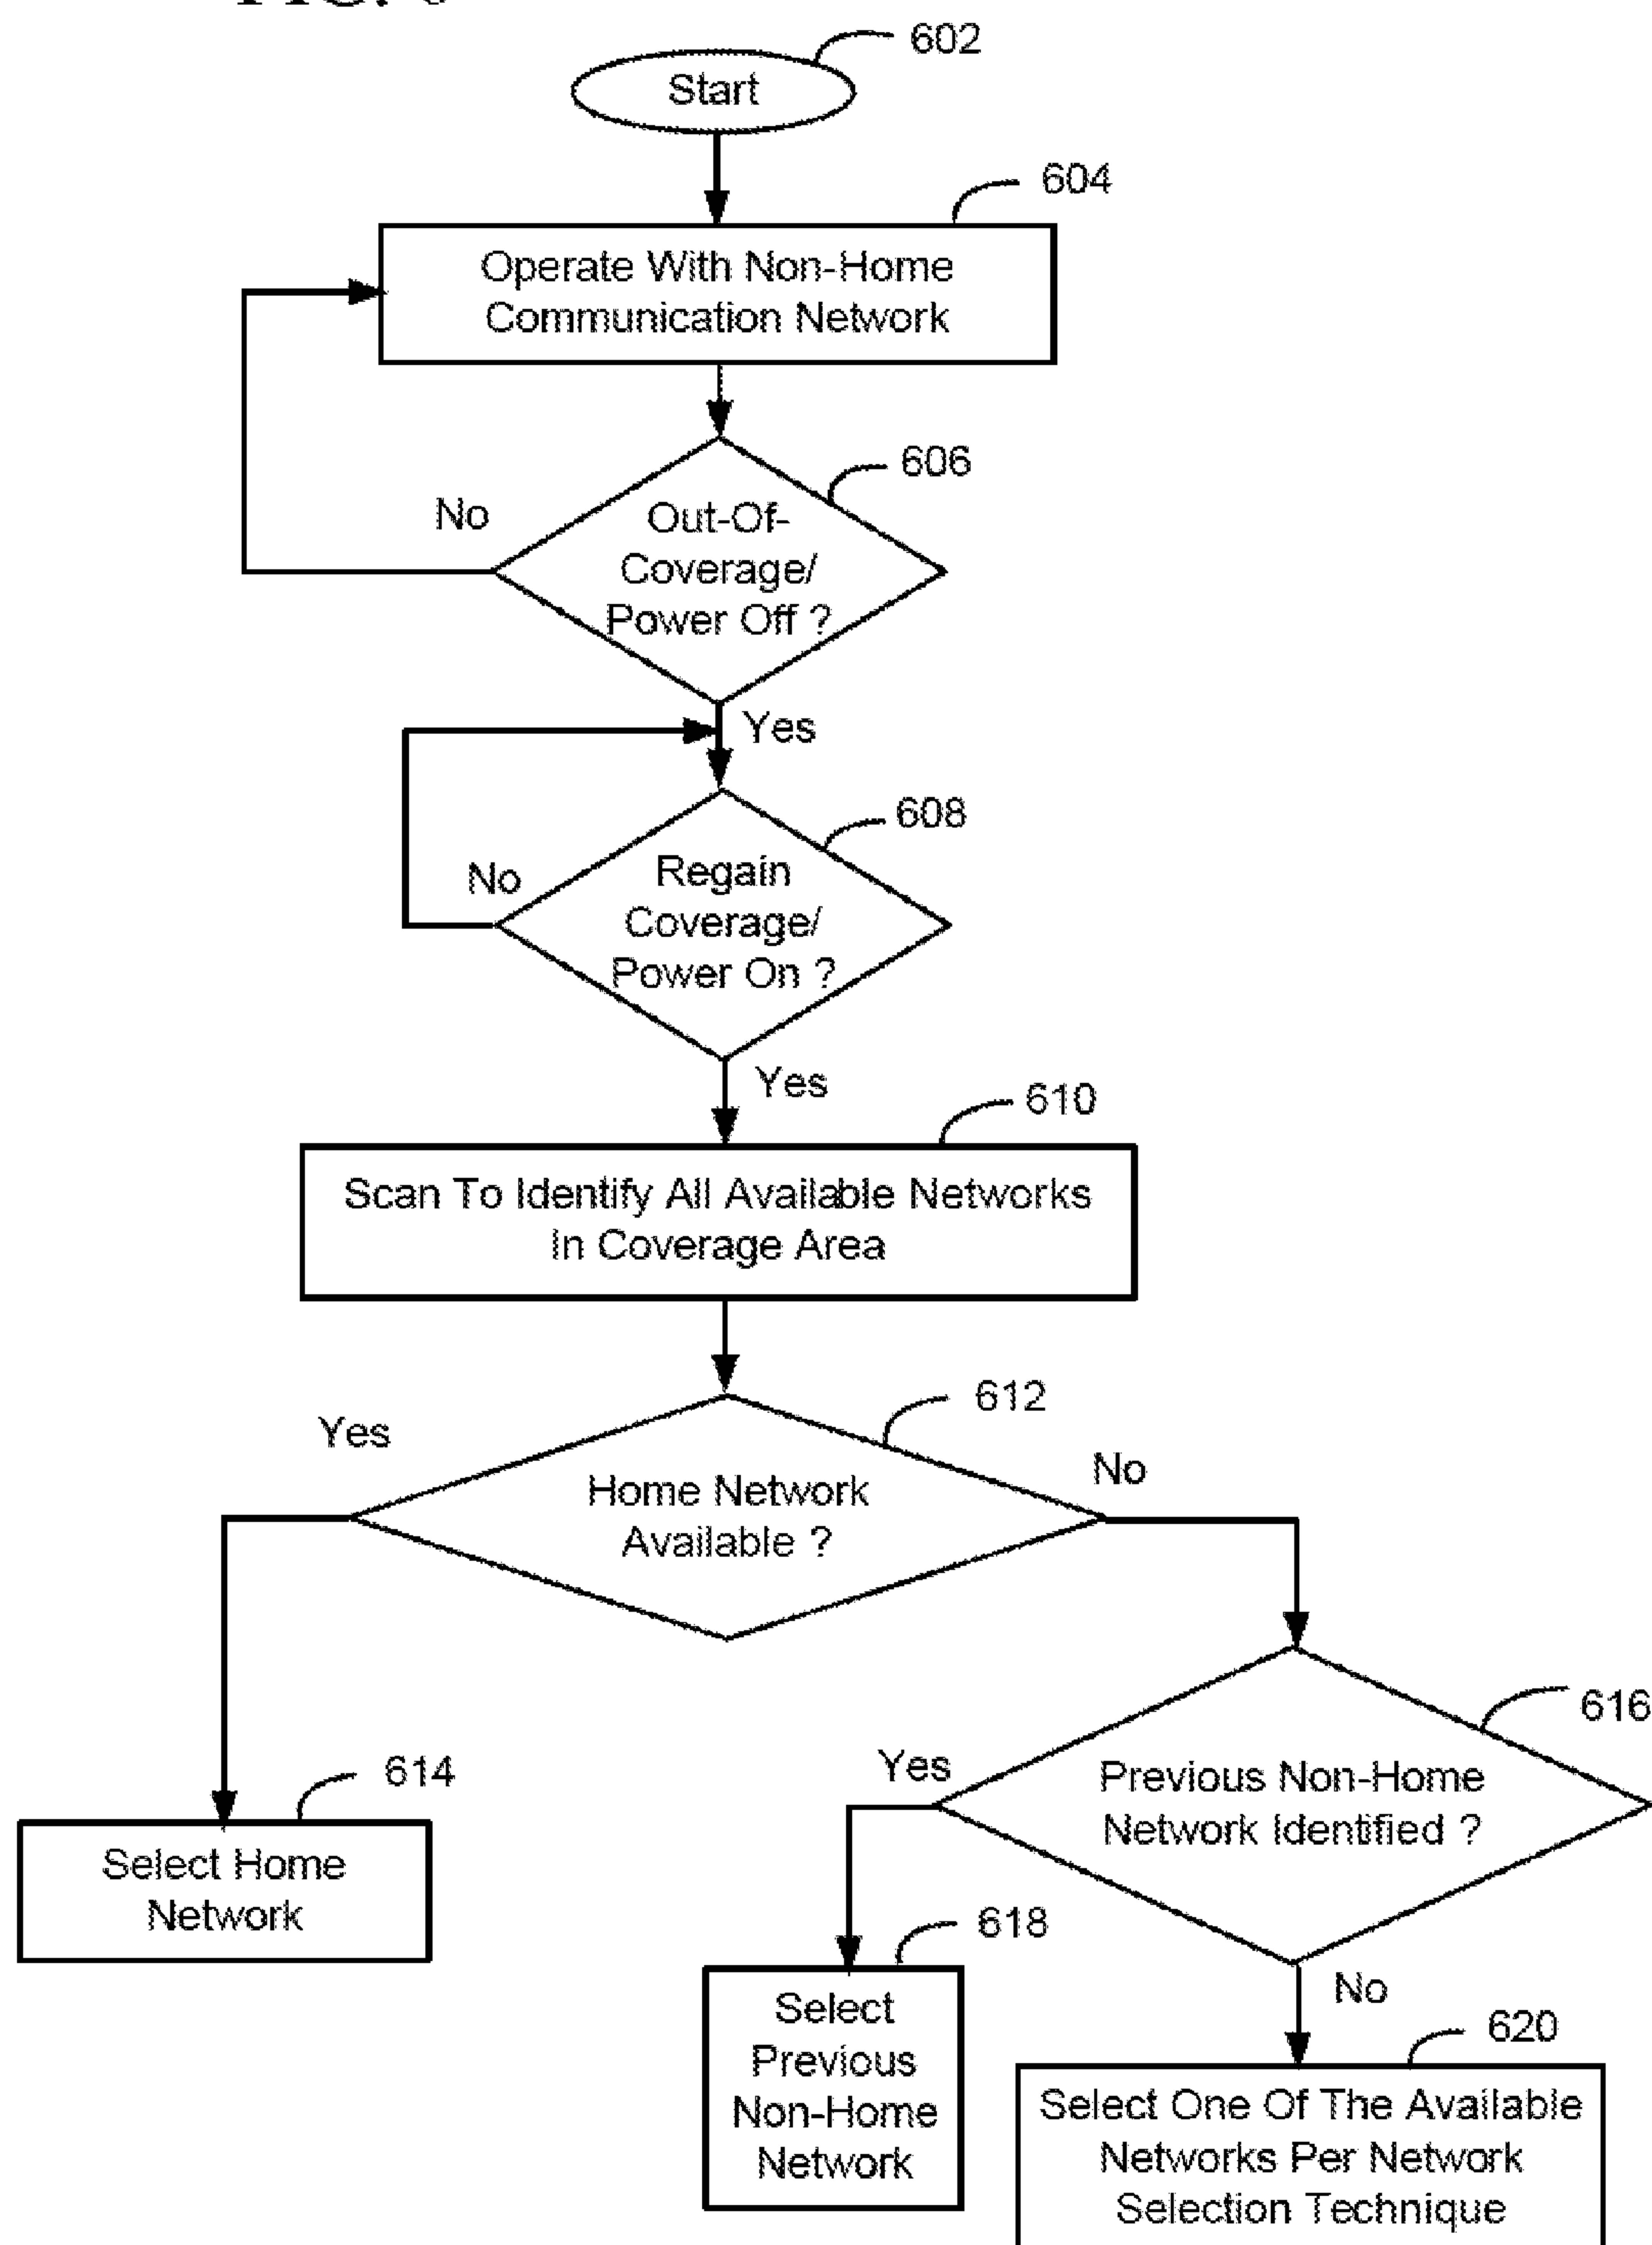 602
Start
604
Operate With Non-Home
Communication Network
606
No
Out-Of-
Coverage/
Power Off ?
Yes
608
No
Regain
Coverage/
Power On ?
Yes
610
Scan To Identify All Available Networks
In Coverage Area
612
Yes
No
Home Network
Available ?
616
614
Yes
Previous Non-Home
Network Identified ?
Select Home
Network
618
No
Select
Previous
Non-Home
Network
620
Select One Of The Available
Networks Per Network
Selection Technique